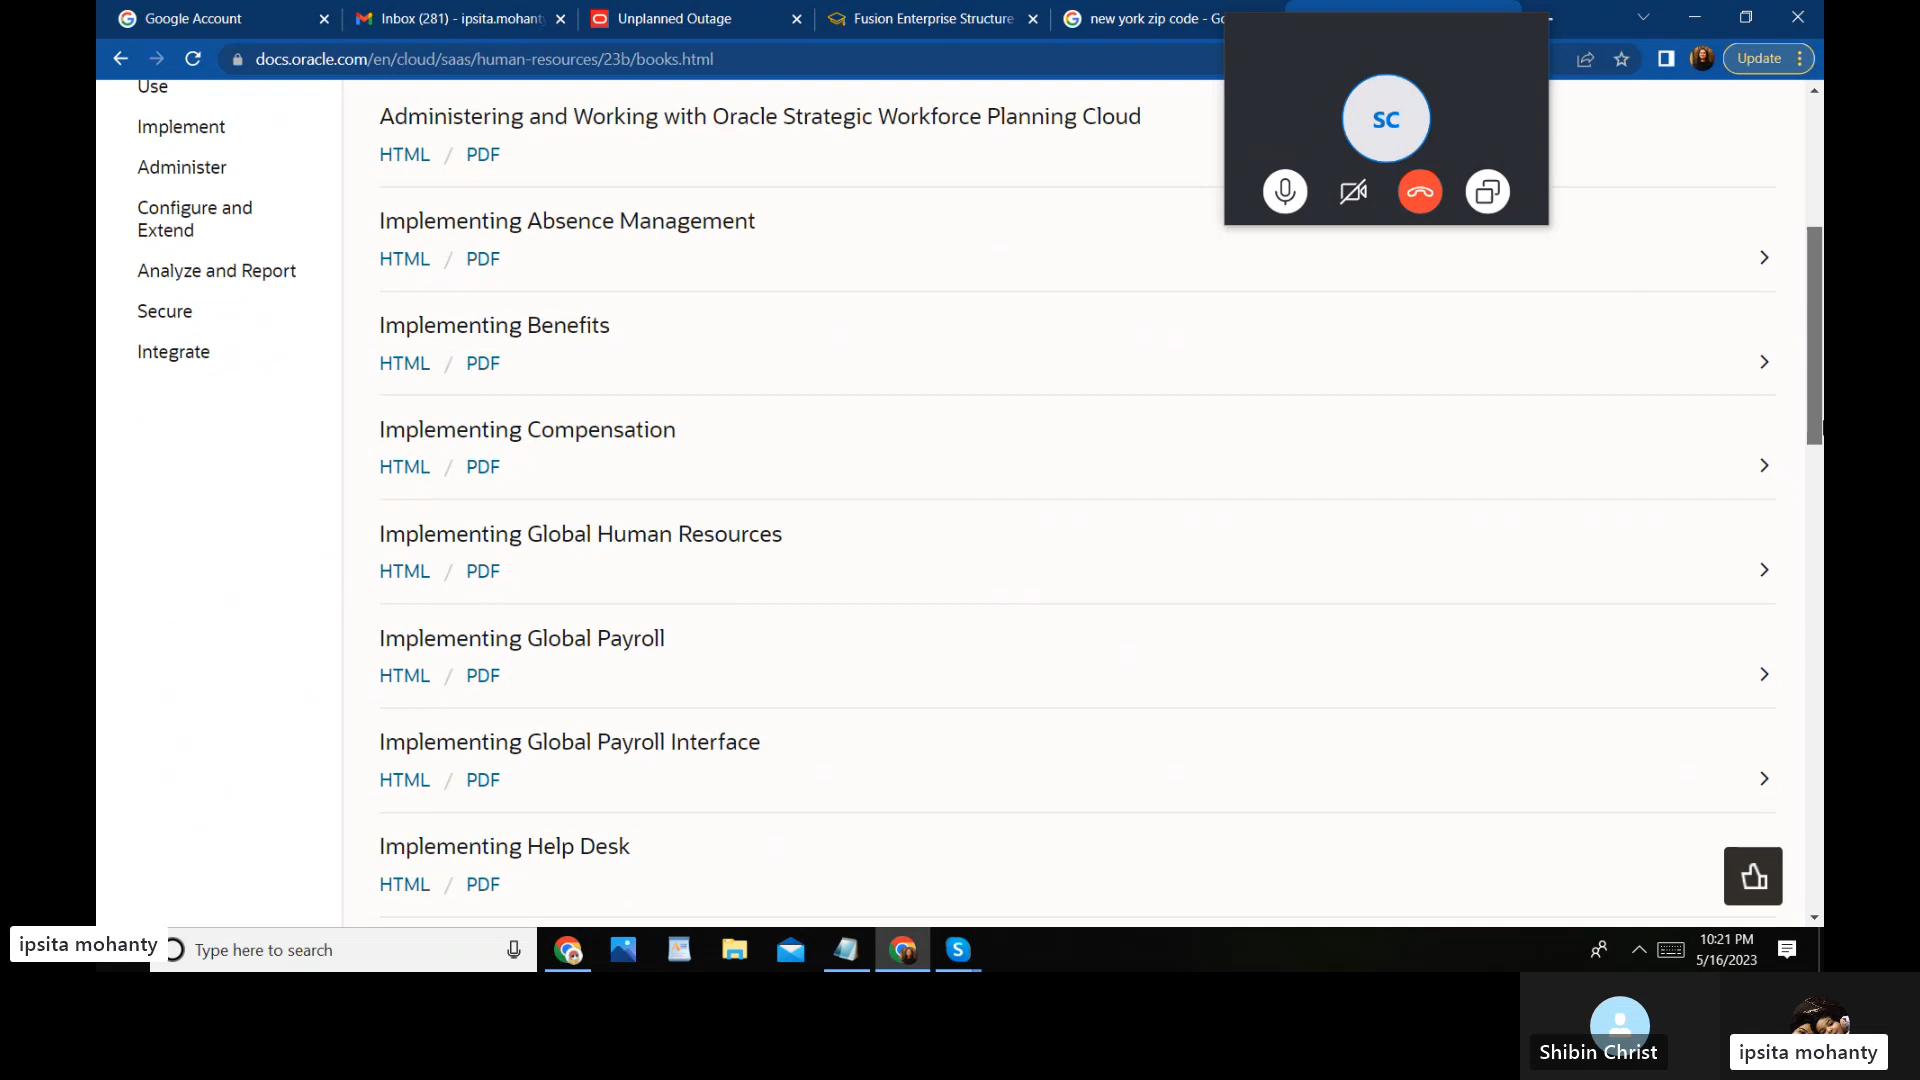 Google Account
Inbox (281) - ipsita.mohant
Unplanned Outage
Fusion Enterprise Structure
new york zip code - Go
docs.oracle.com/en/cloud/saas/human-resources/23b/books.html
Update
SC
Use
Implement
Administer
Configure and
Extend
Analyze and Report
Secure
Integrate
Administering and Working with Oracle Strategic Workforce Planning Cloud
HTML / PDF
Implementing Absence Management
HTML / PDF
Implementing Benefits
HTML / PDF
Implementing Compensation
HTML / PDF
Implementing Global Human Resources
HTML / PDF
Implementing Global Payroll
HTML / PDF
Implementing Global Payroll Interface
HTML / PDF
Implementing Help Desk
HTML / PDF
ipsita mohanty
Type here to search
10:21 PM
5/16/2023
Shibin Christ
ipsita mohanty